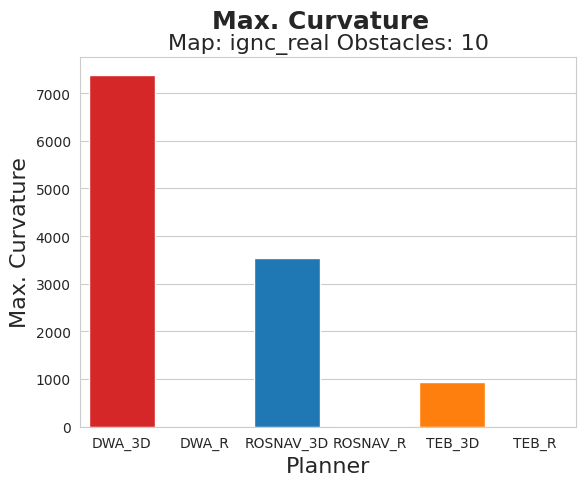 Max. Curvature
Map: ignc_real Obstacles: 10
Max. Curvature
7000
6000
5000
4000
3000
2000
1000
0
DWA_3D DWA_R ROSNAV_3D ROSNAV_R TEB_3D TEB_R
Planner